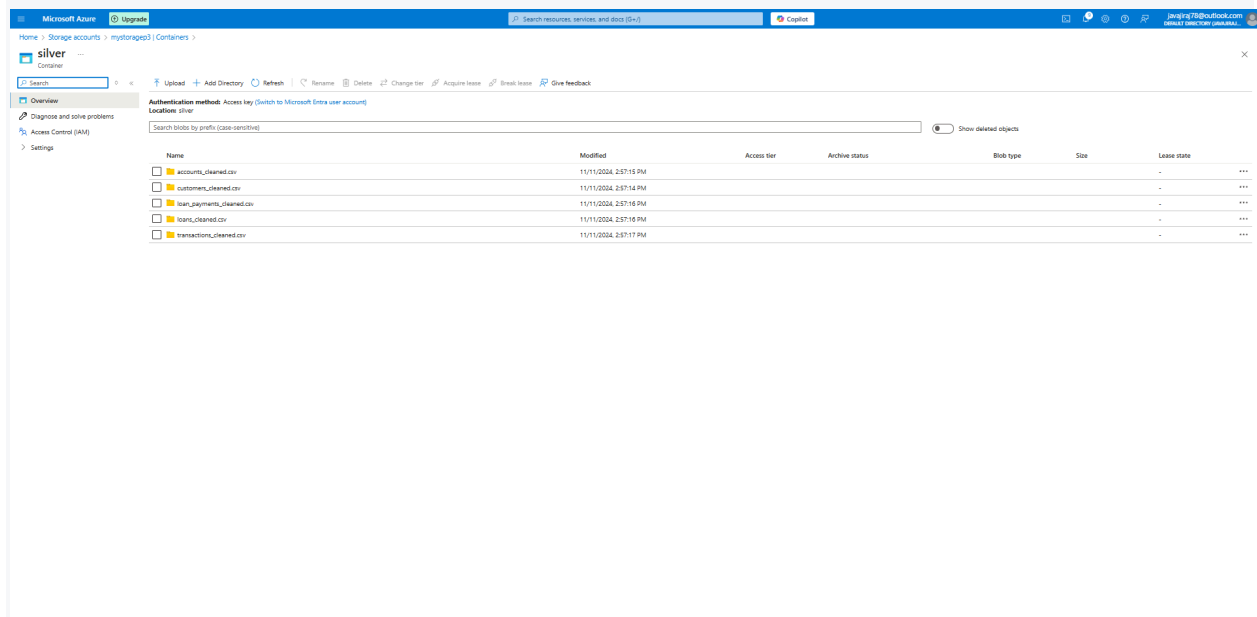 Microsoft Azure Upgrade Search resources, services, and docs (G+/) Copilot javajiraj78@outlook.com
Home > Storage accounts > mystoragep3 | Containers >
silver ...
Container
Search
Upload Add Directory Refresh Rename Delete Change tier Acquire lease Break lease Give feedback
Overview
Diagnose and solve problems
Access Control (IAM)
Settings
Authentication method: Access key (Switch to Microsoft Entra user account)
Location: silver
Search blobs by prefix (case-sensitive) Show deleted objects
Name Modified Access tier Archive status Blob type Size Lease state
accounts_cleaned.csv 11/11/2024, 2:57:15 PM - ...
customers_cleaned.csv 11/11/2024, 2:57:14 PM - ...
loan_payments_cleaned.csv 11/11/2024, 2:57:16 PM - ...
loans_cleaned.csv 11/11/2024, 2:57:16 PM - ...
transactions_cleaned.csv 11/11/2024, 2:57:17 PM - ...